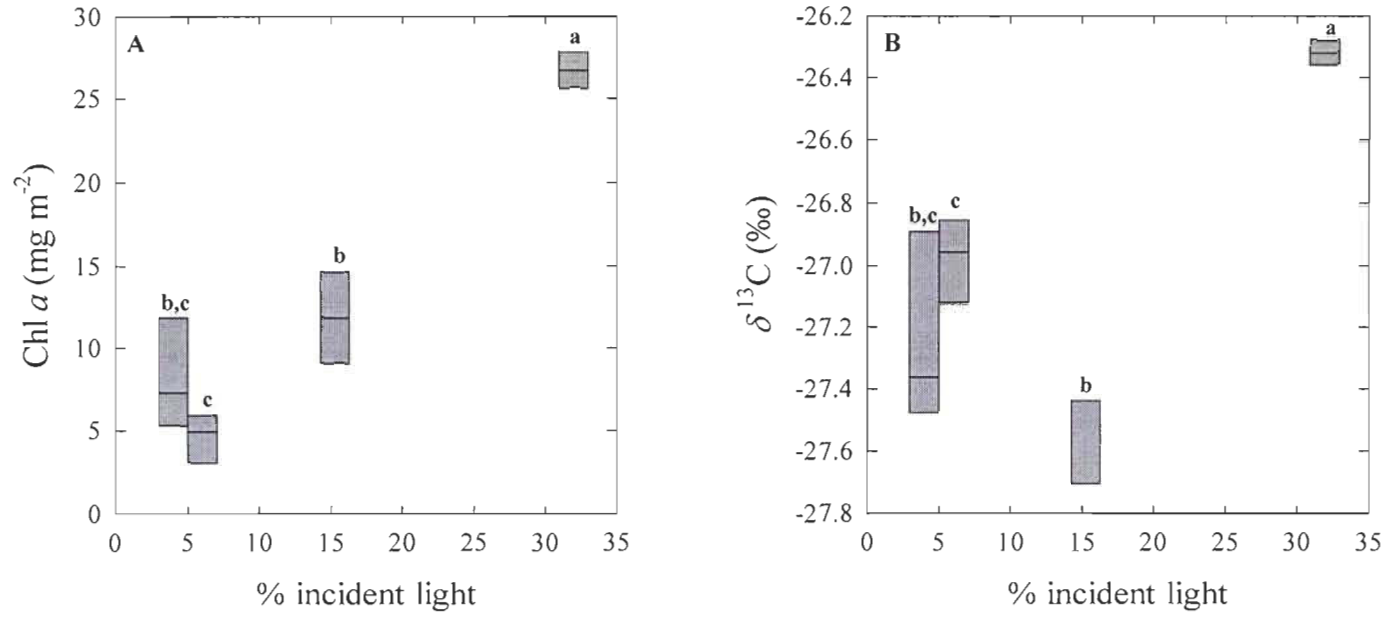 A
30
25
20
15
10
5
0
Chl a (mg m-2)
b,c
c
b
a
0 5 10 15 20 25 30 35
% incident light
B
-26.2
-26.4
-26.6
-26.8
-27.0
-27.2
-27.4
-27.6
-27.8
δ13C (‰)
b,c
c
b
a
0 5 10 15 20 25 30 35
% incident light